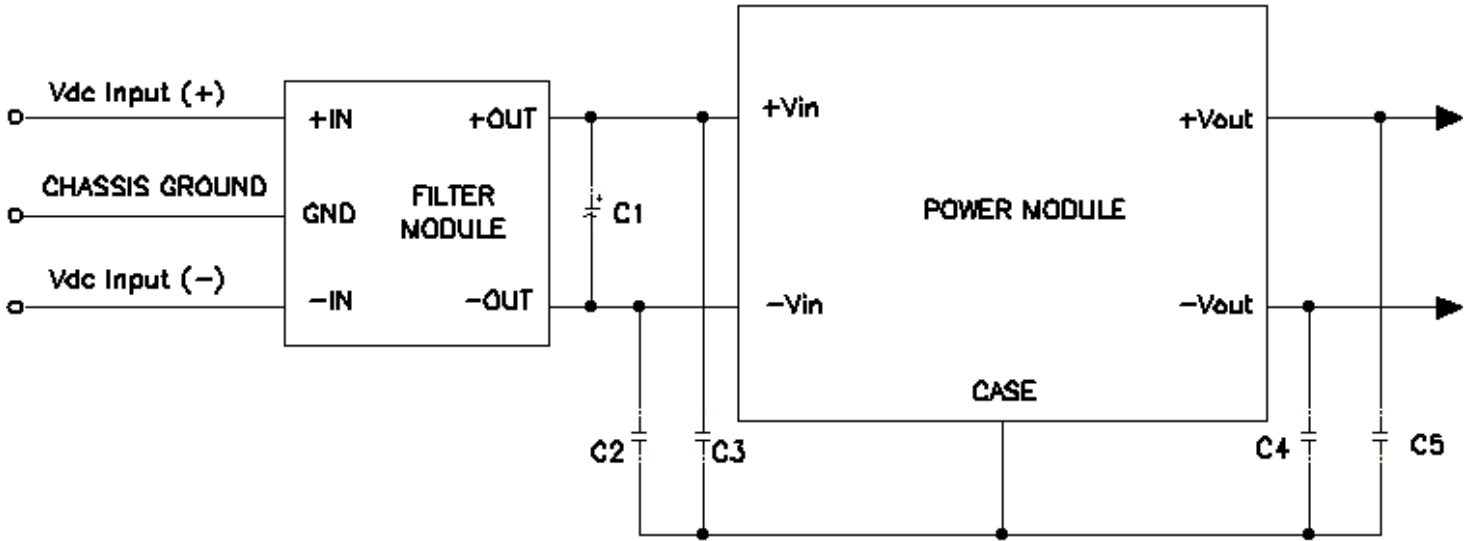 Vdc Input (+)
+IN
+OUT
+Vin
+Vout
CHASSIS GROUND
GND
FILTER
MODULE
+
C1
POWER MODULE
Vdc Input (−)
−IN
−OUT
−Vin
−Vout
CASE
C2
C3
C4
C5